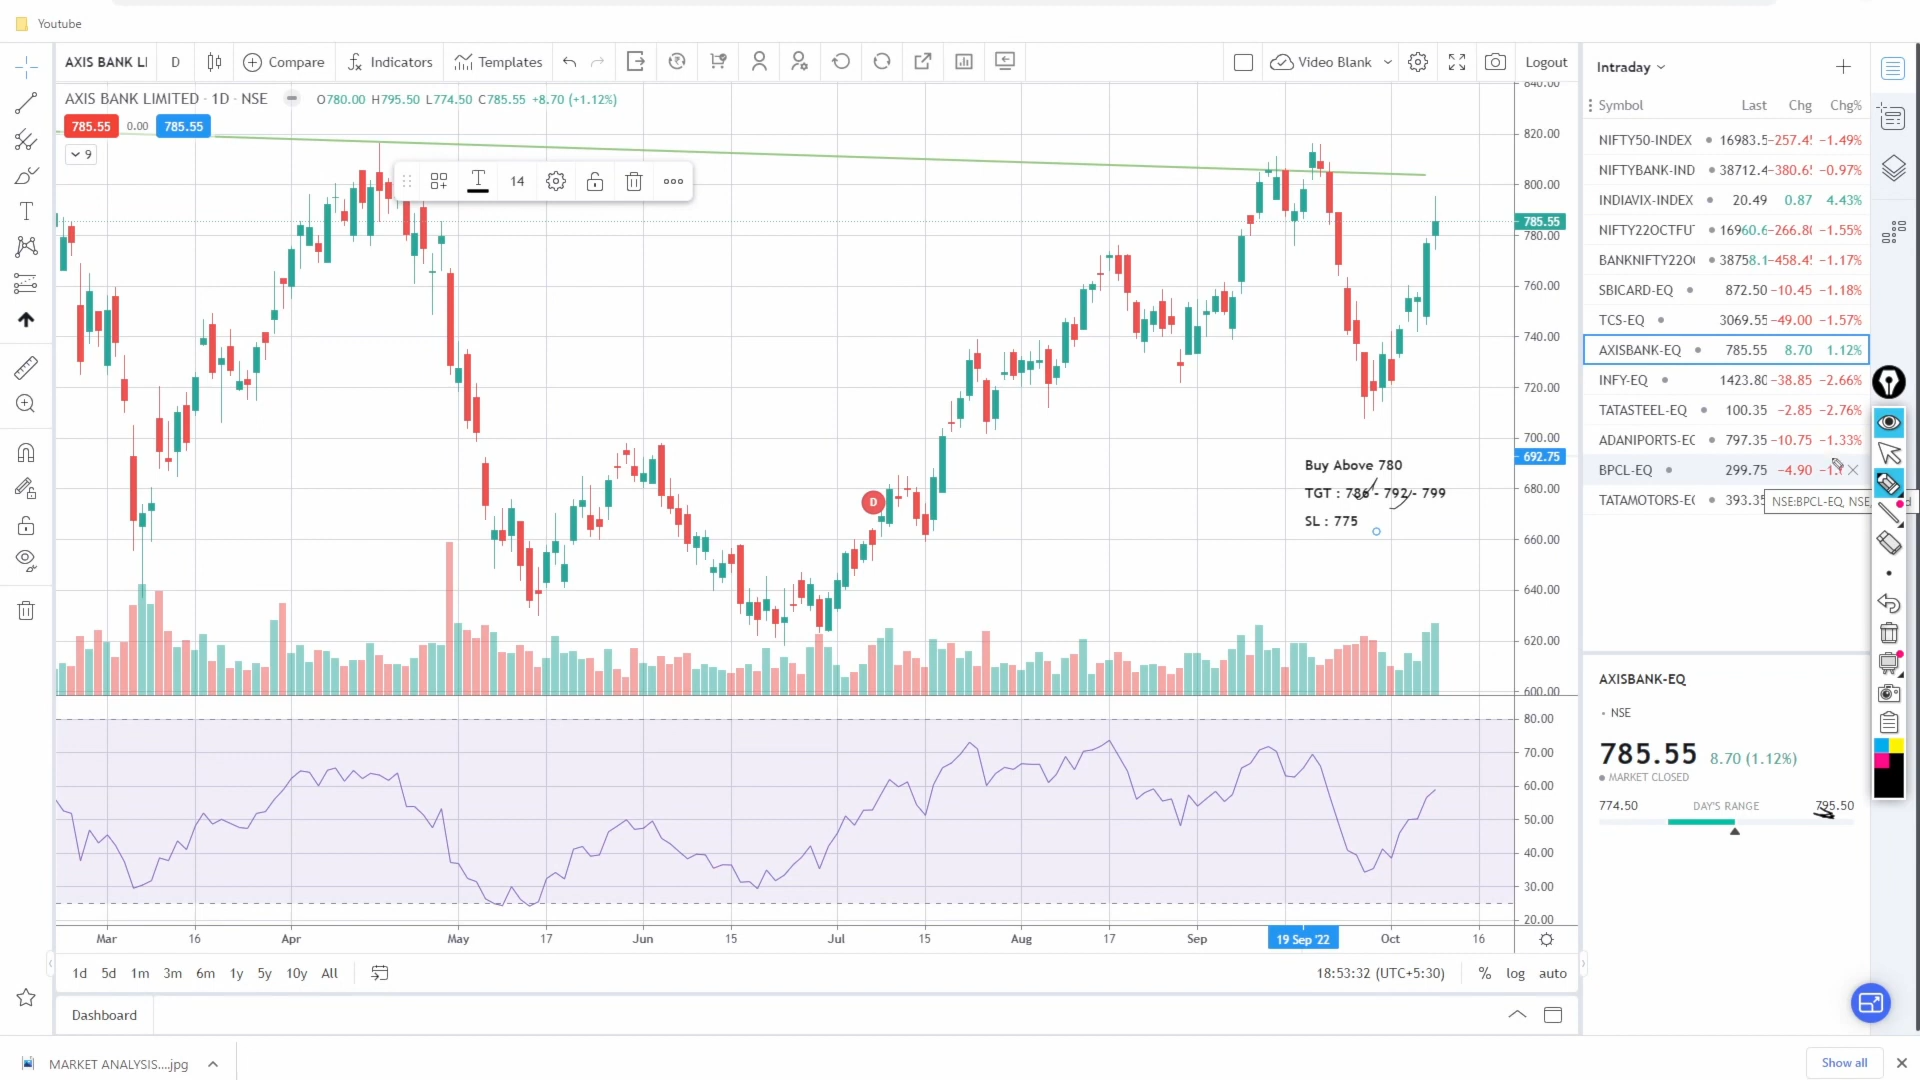 Youtube
AXIS BANK LI D Compare Indicators Templates Video Blank Logout
AXIS BANK LIMITED · 1D · NSE O780.00 H795.50 L774.50 C785.55 +8.70 (+1.12%)
785.55 0.00 785.55
9
14
840.00
820.00
800.00
785.55
780.00
760.00
740.00
720.00
700.00
692.75
680.00
660.00
640.00
620.00
600.00
D
Buy Above 780
TGT : 786 - 792 - 799
SL : 775
80.00
70.00
60.00
50.00
40.00
30.00
20.00
Mar 16 Apr May 17 Jun 15 Jul 15 Aug 17 Sep 19 Sep '22 Oct 16
1d 5d 1m 3m 6m 1y 5y 10y All 18:53:32 (UTC+5:30) % log auto
Dashboard
MARKET ANALYSIS....jpg Show all
Intraday
Symbol Last Chg Chg%
NIFTY50-INDEX 16983.5 -257.4 -1.49%
NIFTYBANK-IND 38712.4 -380.6 -0.97%
INDIAVIX-INDEX 20.49 0.87 4.43%
NIFTY22OCTFU 16960.6 -266.80 -1.55%
BANKNIFTY22O 38758.1 -458.4 -1.17%
SBICARD-EQ 872.50 -10.45 -1.18%
TCS-EQ 3069.55 -49.00 -1.57%
AXISBANK-EQ 785.55 8.70 1.12%
INFY-EQ 1423.80 -38.85 -2.66%
TATASTEEL-EQ 100.35 -2.85 -2.76%
ADANIPORTS-EC 797.35 -10.75 -1.33%
BPCL-EQ 299.75 -4.90
TATAMOTORS-EC 393.35
NSE:BPCL-EQ, NSE,
AXISBANK-EQ
NSE
785.55 8.70 (1.12%)
MARKET CLOSED
774.50 DAY'S RANGE 795.50